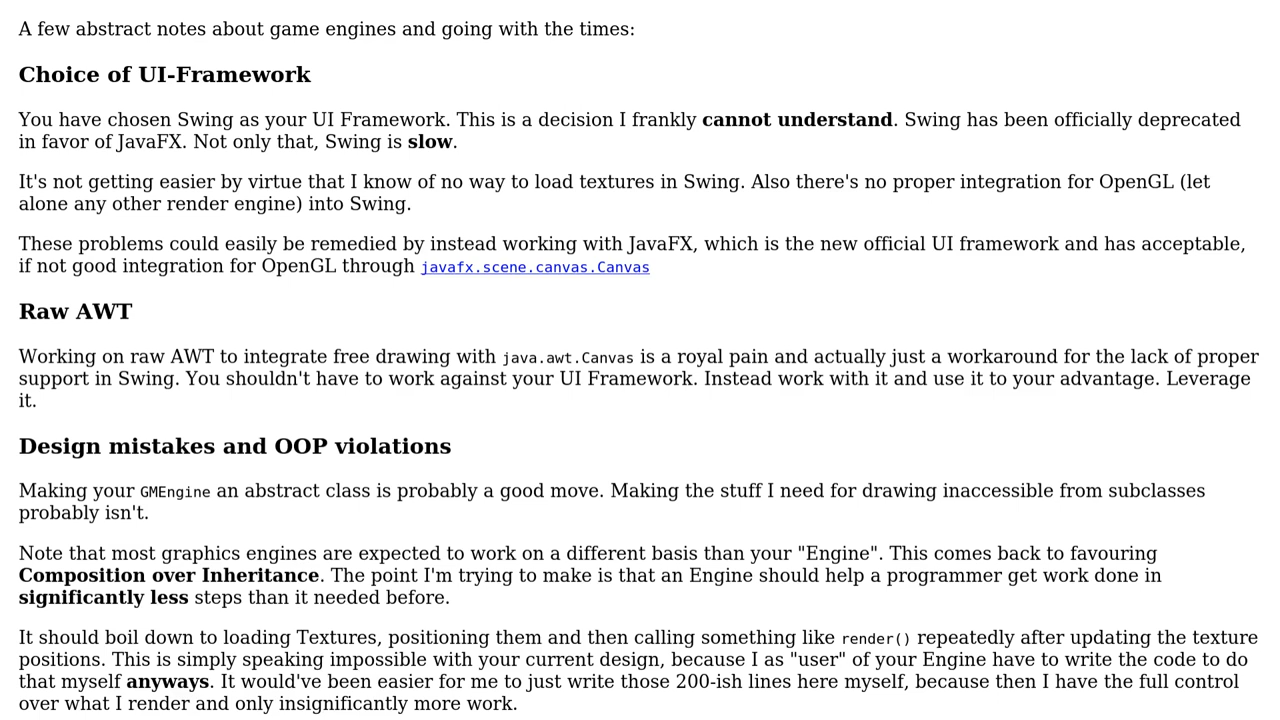 A few abstract notes about game engines and going with the times:
Choice of UI-Framework
You have chosen Swing as your UI Framework. This is a decision I frankly cannot understand. Swing has been officially deprecated
in favor of JavaFX. Not only that, Swing is slow.
It's not getting easier by virtue that I know of no way to load textures in Swing. Also there's no proper integration for OpenGL (let
alone any other render engine) into Swing.
These problems could easily be remedied by instead working with JavaFX, which is the new official UI framework and has acceptable,
if not good integration for OpenGL through javafx.scene.canvas.Canvas
Raw AWT
Working on raw AWT to integrate free drawing with java.awt.Canvas is a royal pain and actually just a workaround for the lack of proper
support in Swing. You shouldn't have to work against your UI Framework. Instead work with it and use it to your advantage. Leverage
it.
Design mistakes and OOP violations
Making your GMEngine an abstract class is probably a good move. Making the stuff I need for drawing inaccessible from subclasses
probably isn't.
Note that most graphics engines are expected to work on a different basis than your "Engine". This comes back to favouring
Composition over Inheritance. The point I'm trying to make is that an Engine should help a programmer get work done in
significantly less steps than it needed before.
It should boil down to loading Textures, positioning them and then calling something like render() repeatedly after updating the texture
positions. This is simply speaking impossible with your current design, because I as "user" of your Engine have to write the code to do
that myself anyways. It would've been easier for me to just write those 200-ish lines here myself, because then I have the full control
over what I render and only insignificantly more work.